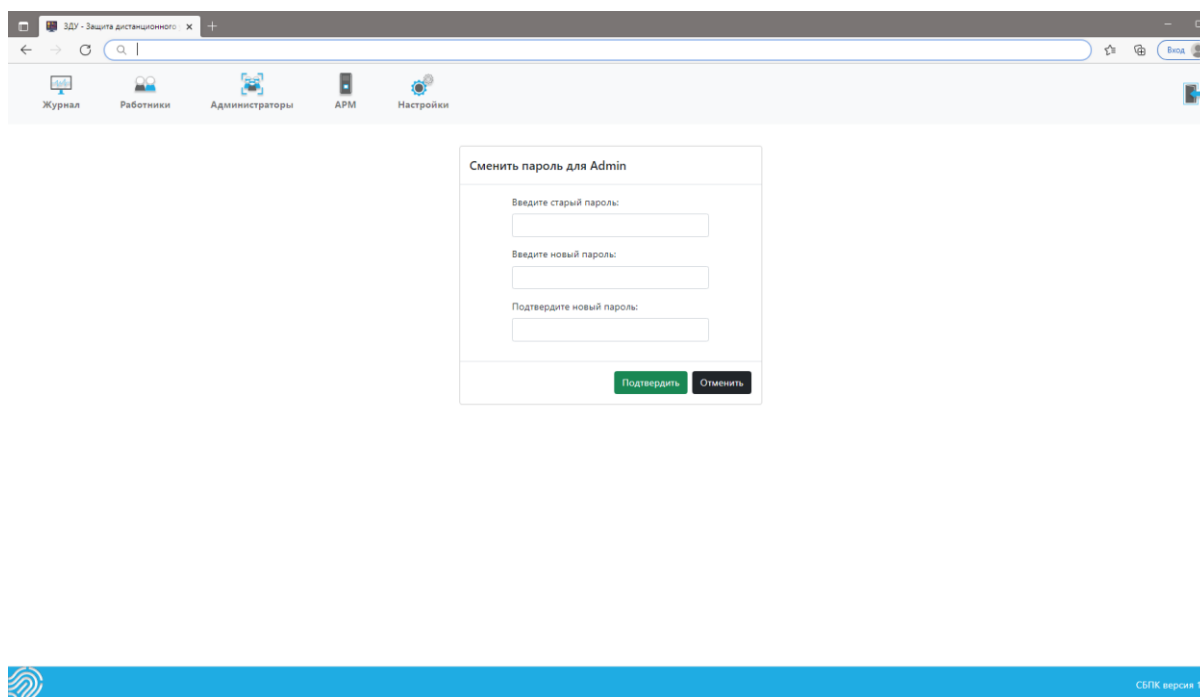 ЗДУ - Защита дистанционного
Вход
Журнал
Работники
Администраторы
АРМ
Настройки
Сменить пароль для Admin
Введите старый пароль:
Введите новый пароль:
Подтвердите новый пароль:
Подтвердить
Отменить
СБПК версия